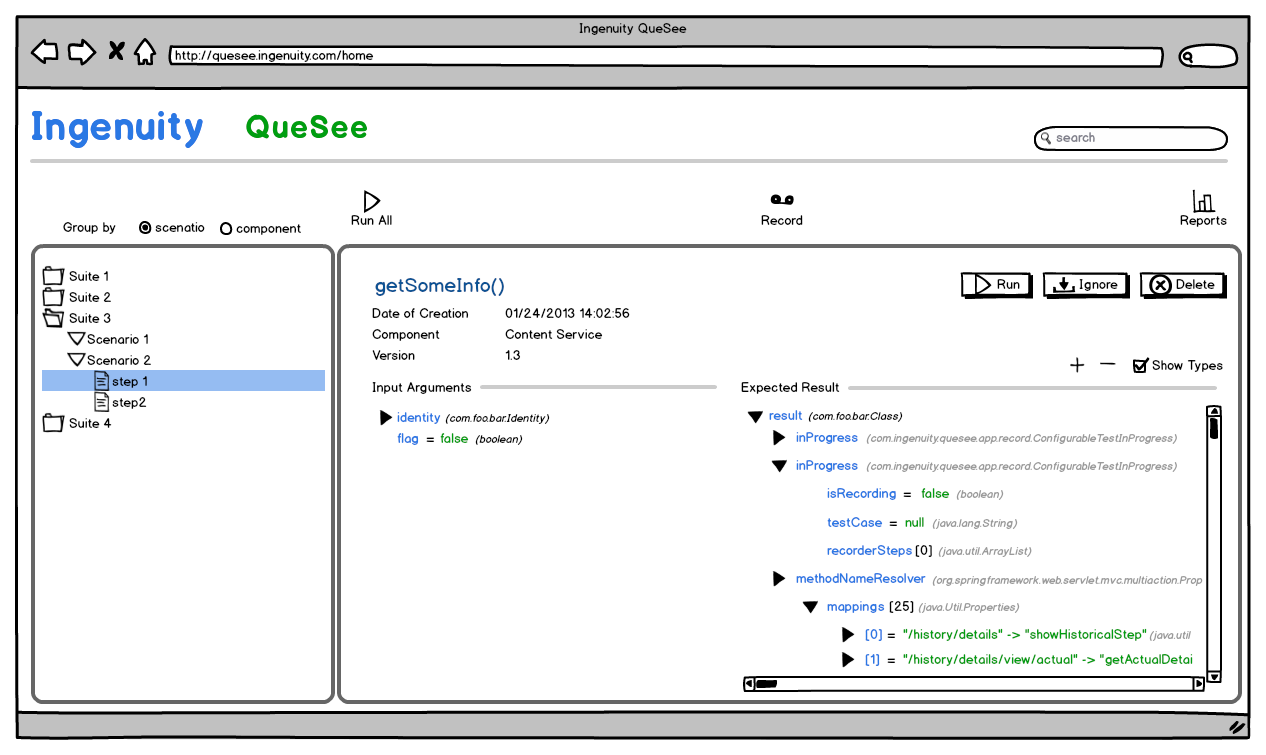 Ingenuity QueSee
http://quesee.ingenuity.com/home
Ingenuity QueSee
search
Run All
Record
Reports
Group by scenatio component
Suite 1
Suite 2
Suite 3
Scenario 1
Scenario 2
step 1
step2
Suite 4
getSomeInfo()
Run Ignore Delete
Date of Creation 01/24/2013 14:02:56
Component Content Service
Version 1.3
+ — Show Types
Input Arguments
identity (com.foo.bar.Identity)
flag = false (boolean)
Expected Result
result (com.foo.bar.Class)
inProgress (com.ingenuity.quesee.app.record.ConfigurableTestInProgress)
inProgress (com.ingenuity.quesee.app.record.ConfigurableTestInProgress)
isRecording = false (boolean)
testCase = null (java.lang.String)
recorderSteps [0] (java.util.ArrayList)
methodNameResolver (org.springframework.web.servlet.mvc.multiaction.Prop
mappings [25] (java.Util.Properties)
[0] = "/history/details" -> "showHistoricalStep" (java.util
[1] = "/history/details/view/actual" -> "getActualDetai